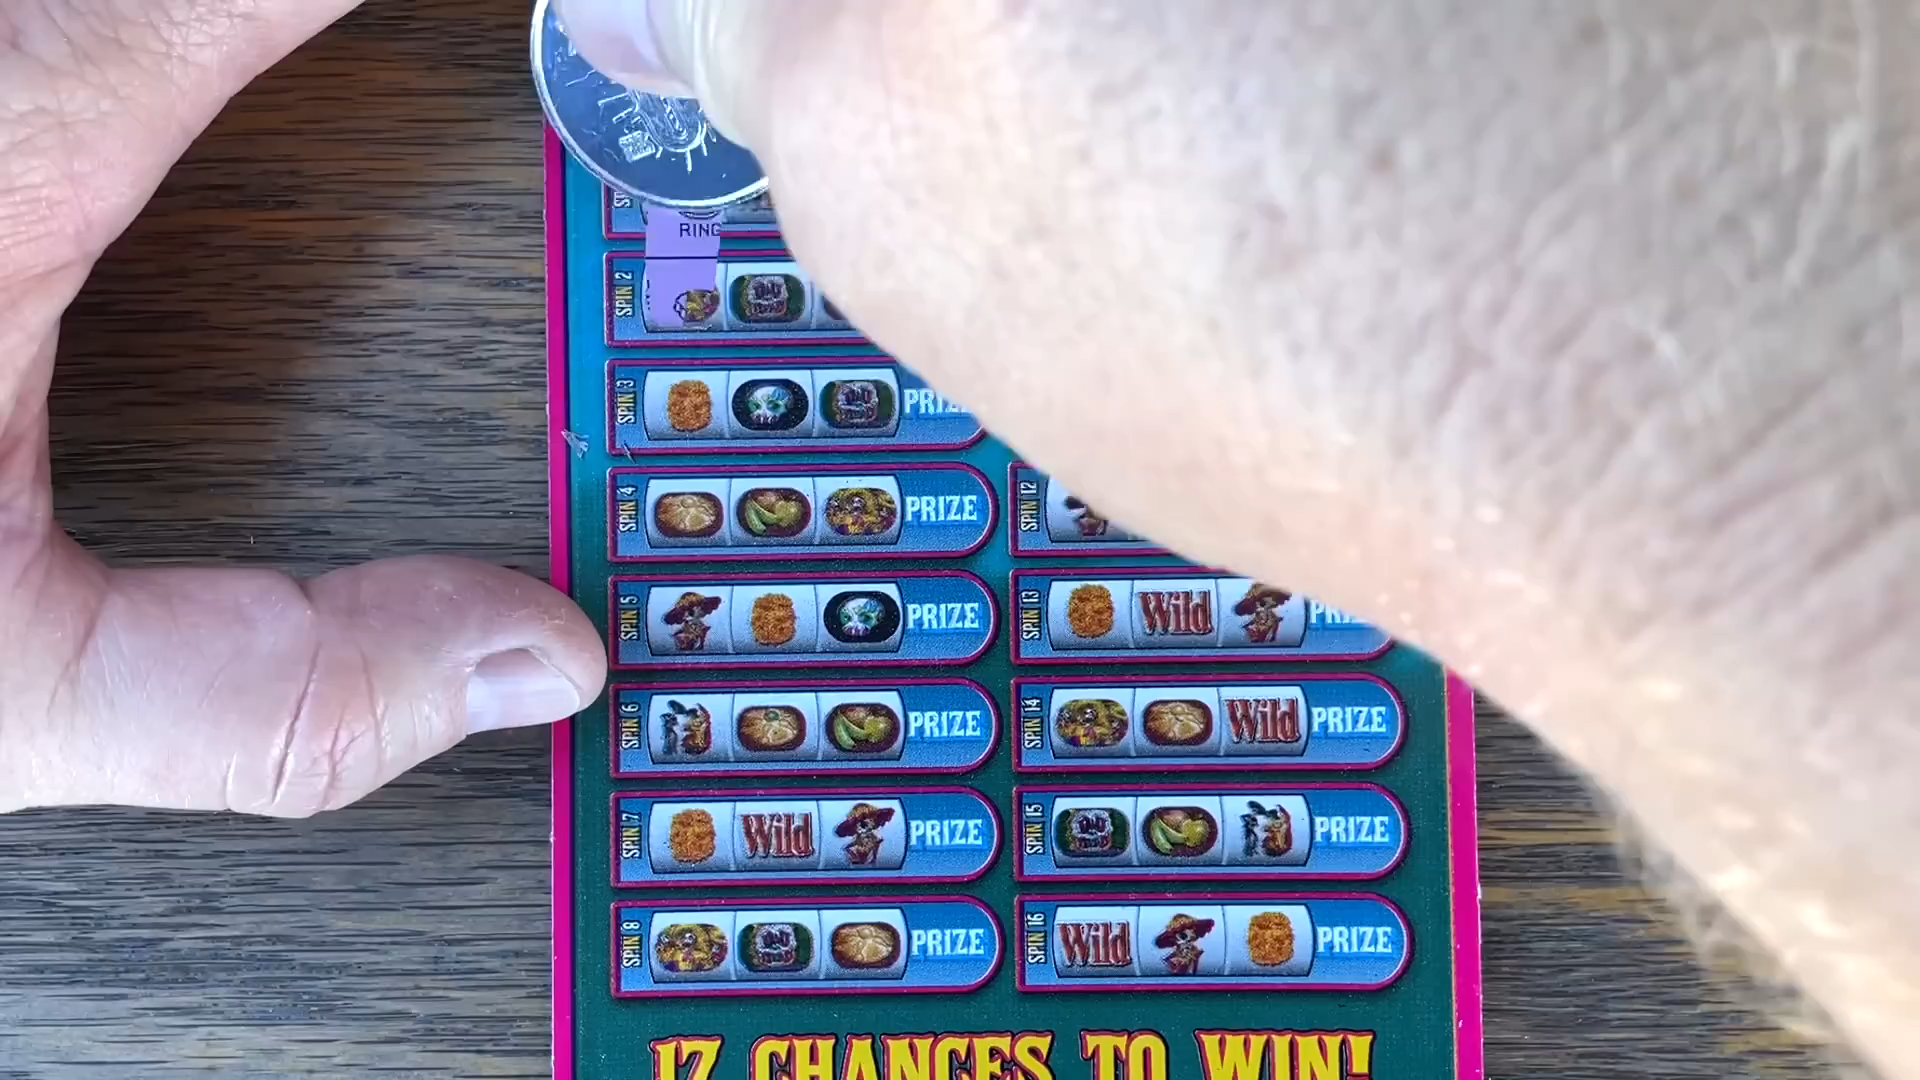 RING
SPIN 2
SPIN 3
SPIN 4 PRIZE
SPIN 12
SPIN 5 PRIZE
SPIN 13 Wild
SPIN 6 PRIZE
SPIN 14 Wild PRIZE
SPIN 7 Wild PRIZE
SPIN 15 PRIZE
SPIN 8 PRIZE
SPIN 16 Wild PRIZE
17 CHANCES TO WIN!